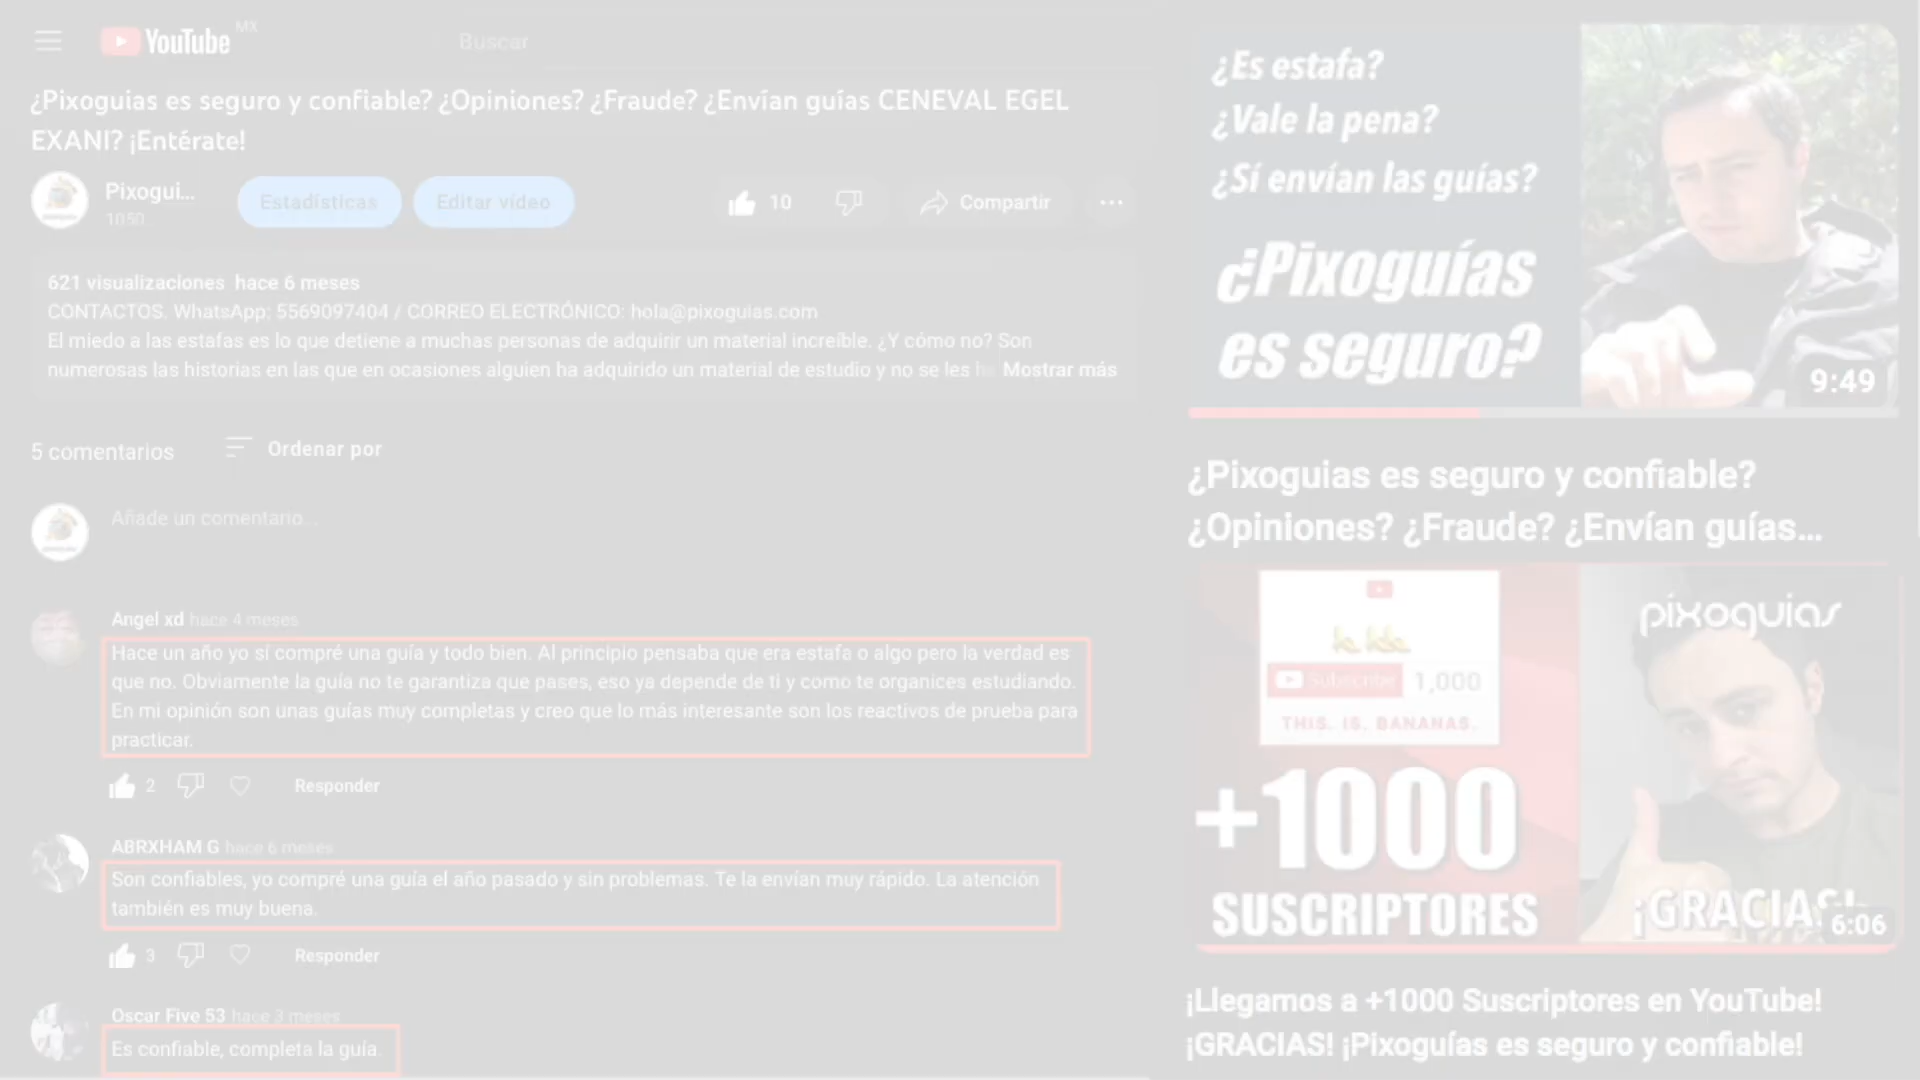 YouTube MX
Buscar
¿Pixoguias es seguro y confiable? ¿Opiniones? ¿Fraude? ¿Envían guías CENEVAL EGEL
EXANI? ¡Entérate!
Pixogui...
1050
Estadísticas
Editar vídeo
10
Compartir
621 visualizaciones hace 6 meses
CONTACTOS. WhatsApp: 5569097404 / CORREO ELECTRÓNICO: hola@pixoguias.com
El miedo a las estafas es lo que detiene a muchas personas de adquirir un material increíble. ¿Y cómo no? Son
numerosas las historias en las que en ocasiones alguien ha adquirido un material de estudio y no se les Mostrar más
5 comentarios
Ordenar por
Añade un comentario...
Angel xd hace 4 meses
Hace un año yo sí compré una guía y todo bien. Al principio pensaba que era estafa o algo pero la verdad es
que no. Obviamente la guía no te garantiza que pases, eso ya depende de ti y como te organices estudiando.
En mi opinión son unas guías muy completas y creo que lo más interesante son los reactivos de prueba para
practicar.
2
Responder
ABRXHAM G hace 6 meses
Son confiables, yo compré una guía el año pasado y sin problemas. Te la envían muy rápido. La atención
también es muy buena.
3
Responder
Oscar Five 53 hace 3 meses
Es confiable, completa la guía.
¿Es estafa?
¿Vale la pena?
¿Sí envían las guías?
¿Pixoguías
es seguro?
9:49
¿Pixoguias es seguro y confiable?
¿Opiniones? ¿Fraude? ¿Envían guías...
pixoguías
Subscribe 1,000
THIS. IS. BANANAS.
+1000
SUSCRIPTORES
¡GRACIAS!
6:06
¡Llegamos a +1000 Suscriptores en YouTube!
¡GRACIAS! ¡Pixoguías es seguro y confiable!